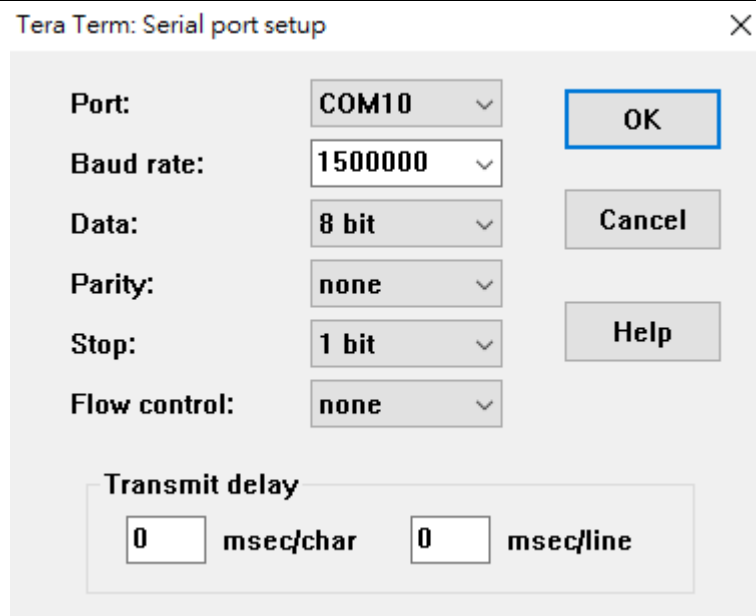 Tera Term: Serial port setup
Port: COM10 OK
Baud rate: 1500000
Data: 8 bit Cancel
Parity: none
Stop: 1 bit Help
Flow control: none
Transmit delay
0 msec/char 0 msec/line